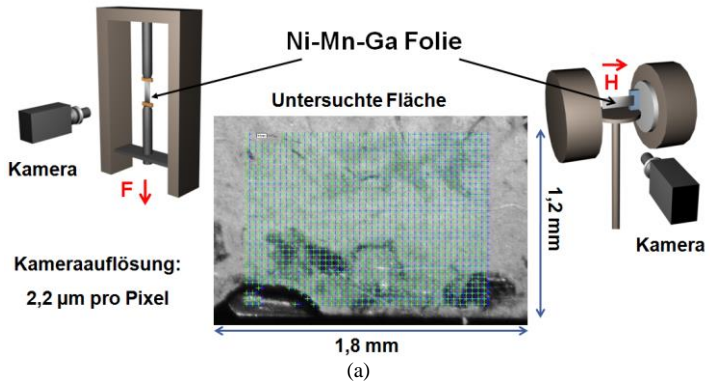 Ni-Mn-Ga Folie
H
Untersuchte Fläche
Kamera
F
1,2 mm
Kamera
Kameraauflösung:
2,2 µm pro Pixel
1,8 mm
(a)